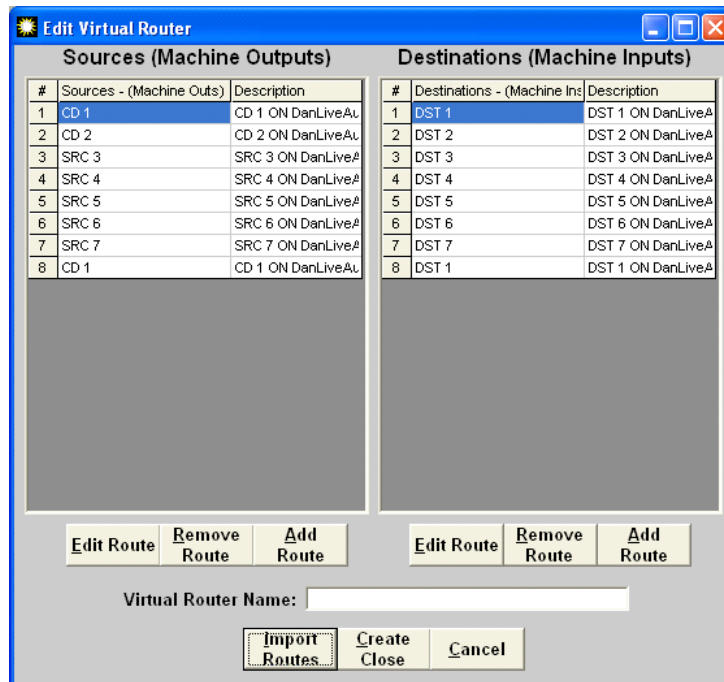 Edit Virtual Router
Sources (Machine Outputs)
Destinations (Machine Inputs)
# Sources - (Machine Outs) Description
1 CD 1 CD 1 ON DanLiveAu
2 CD 2 CD 2 ON DanLiveAu
3 SRC 3 SRC 3 ON DanLiveA
4 SRC 4 SRC 4 ON DanLiveA
5 SRC 5 SRC 5 ON DanLiveA
6 SRC 6 SRC 6 ON DanLiveA
7 SRC 7 SRC 7 ON DanLiveA
8 CD 1 CD 1 ON DanLiveAu
# Destinations - (Machine Ins Description
1 DST 1 DST 1 ON DanLiveA
2 DST 2 DST 2 ON DanLiveA
3 DST 3 DST 3 ON DanLiveA
4 DST 4 DST 4 ON DanLiveA
5 DST 5 DST 5 ON DanLiveA
6 DST 6 DST 6 ON DanLiveA
7 DST 7 DST 7 ON DanLiveA
8 DST 1 DST 1 ON DanLiveA
Edit Route
Remove
Route
Add
Route
Edit Route
Remove
Route
Add
Route
Virtual Router Name:
Import
Routes
Create
Close
Cancel